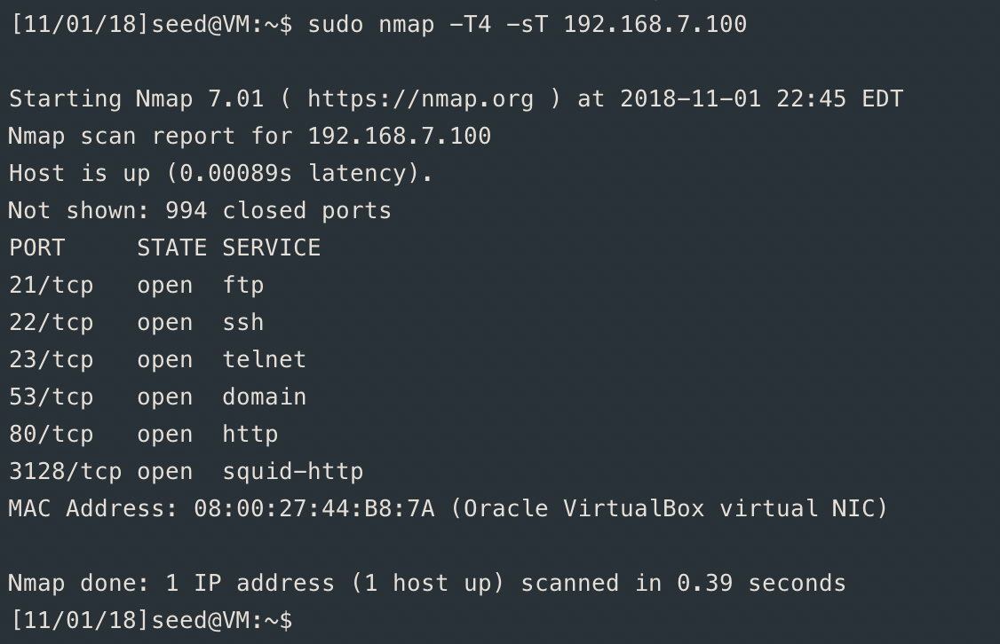 [11/01/18]seed@VM:~$ sudo nmap -T4 -sT 192.168.7.100
Starting Nmap 7.01 ( https://nmap.org ) at 2018-11-01 22:45 EDT
Nmap scan report for 192.168.7.100
Host is up (0.00089s latency).
Not shown: 994 closed ports
PORT     STATE SERVICE
21/tcp   open  ftp
22/tcp   open  ssh
23/tcp   open  telnet
53/tcp   open  domain
80/tcp   open  http
3128/tcp open  squid-http
MAC Address: 08:00:27:44:B8:7A (Oracle VirtualBox virtual NIC)
Nmap done: 1 IP address (1 host up) scanned in 0.39 seconds
[11/01/18]seed@VM:~$